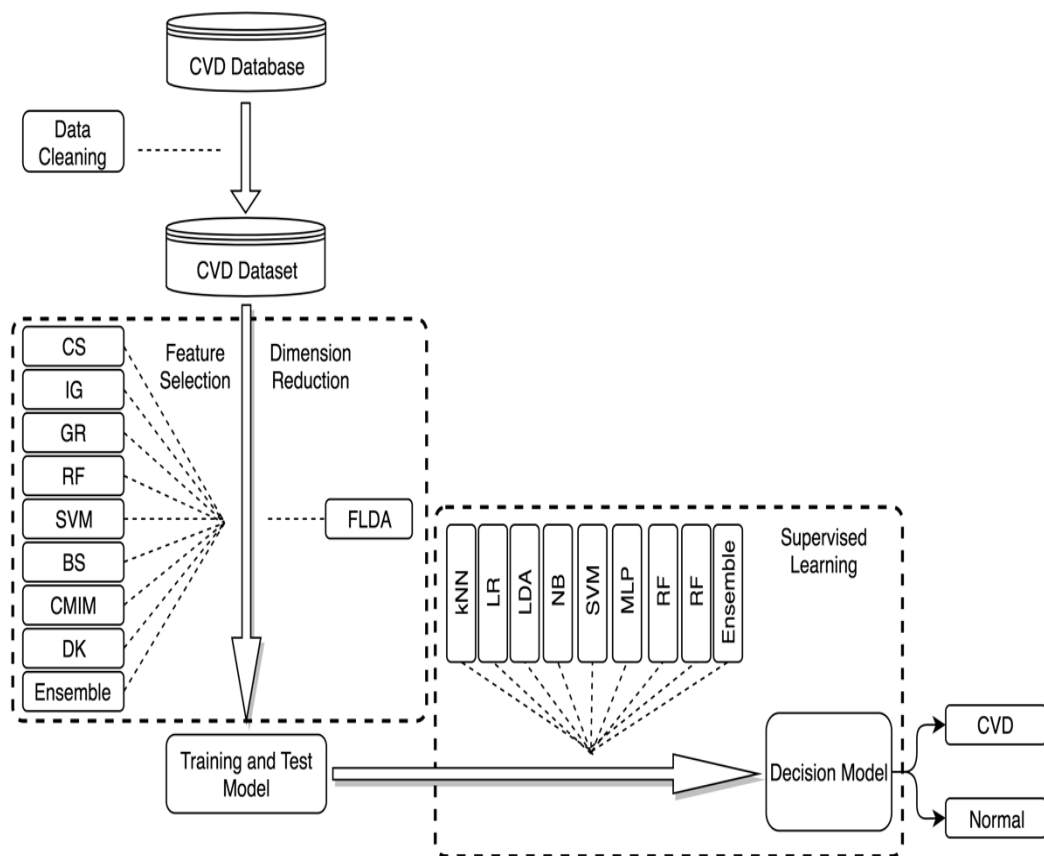 CVD Database
Data
Cleaning
CVD Dataset
CS
IG
GR
RF
SVM
BS
CMIM
DK
Ensemble
Feature
Selection
Dimension
Reduction
FLDA
kNN
LR
LDA
NB
SVM
MLP
RF
RF
Ensemble
Supervised
Learning
Training and Test
Model
Decision Model
CVD
Normal